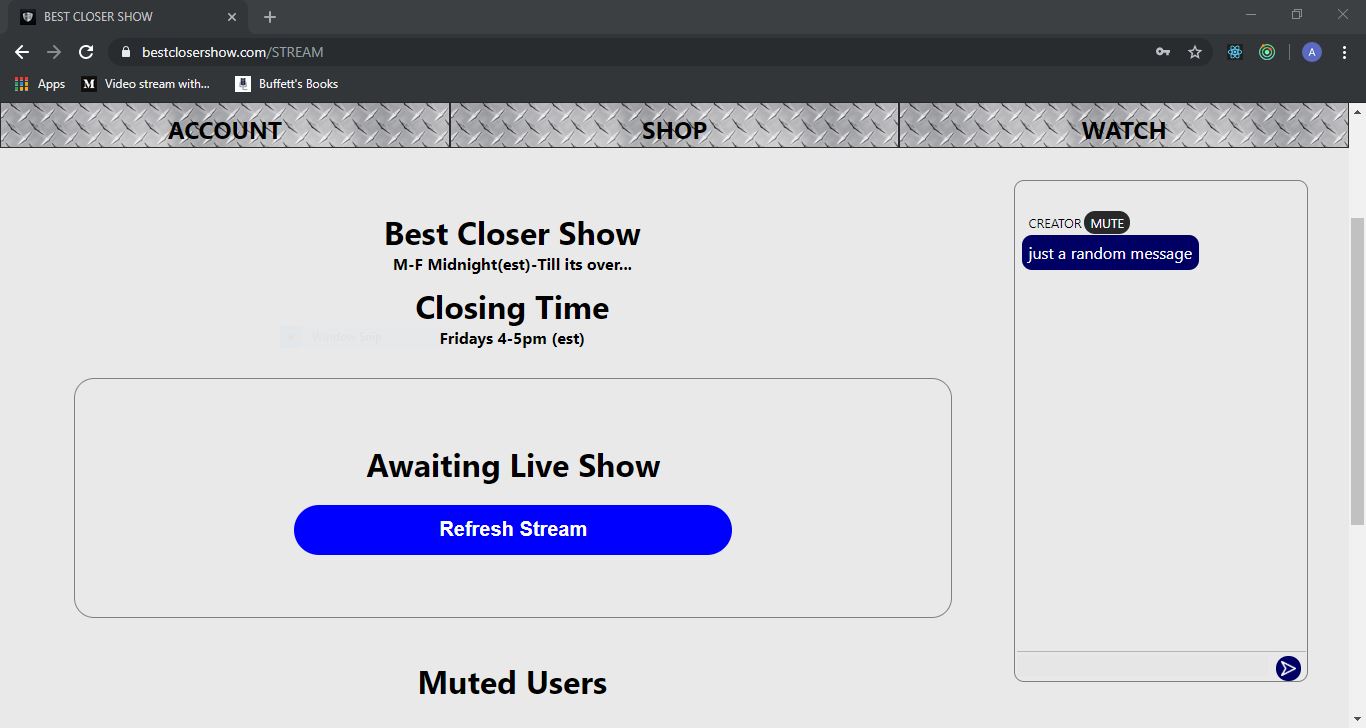 BEST CLOSER SHOW
bestclosershow.com/STREAM
A
Apps
M Video stream with...
Buffett's Books
ACCOUNT
SHOP
WATCH
Best Closer Show
M-F Midnight(est)-Till its over...
Closing Time
Fridays 4-5pm (est)
Window Snip
Awaiting Live Show
Refresh Stream
Muted Users
CREATOR MUTE
just a random message